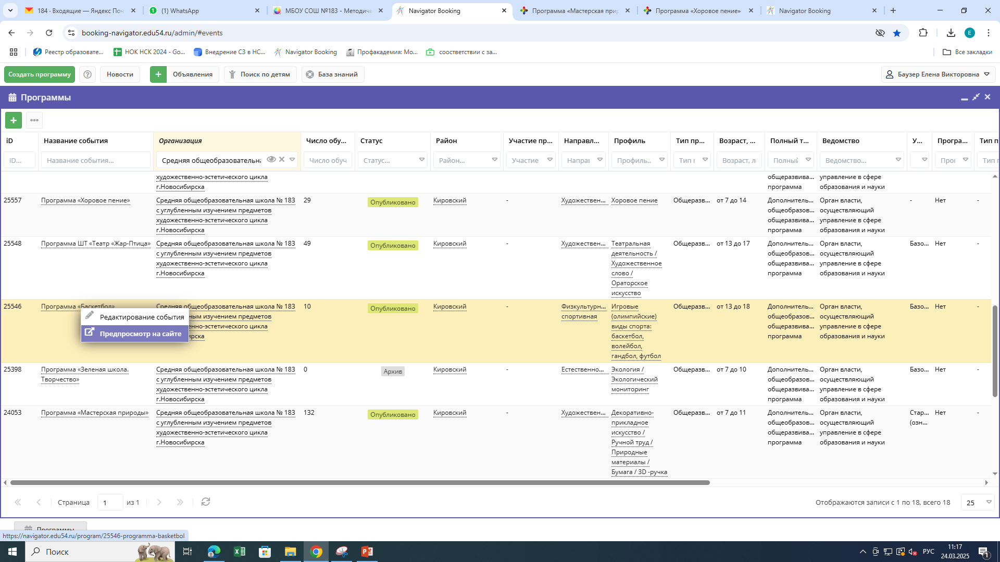 184 · Входящие — Яндекс Поч
(1) WhatsApp
МБОУ СОШ №183 - Методиче
Navigator Booking
Программа «Мастерская прир
Программа «Хоровое пение»
Navigator Booking
booking-navigator.edu54.ru/admin/#events
E
Реестр образовате...
НОК НСК 2024 - Go...
Внедрение СЗ в НС...
Navigator Booking
Профакадемия: Мо...
соостветствии с за...
Все закладки
Создать программу
Новости
Объявления
Поиск по детям
База знаний
Баузер Елена Викторовна
Программы
iD
Название события
Организация
Число обу...
Статус
Район
Участие пр...
Направл...
Профиль
Тип пр...
Возраст, ...
Полный т...
Ведомство
У...
Програ...
Тип п
iD...
Название события...
Средняя общеобразовательна
Число обуч
Статус...
Район...
Участие
Направ
Профиль..
Тип п
Возраст, л
Полный
Ведомство...
Прог
Тип п
художественно-эстетического цикла
г.Новосибирска
общеразвива...
программа
управление в сфере
образования и науки
25557
Программа «Хоровое пение»
Средняя общеобразовательная школа № 183
с углубленным изучением предметов
художественно-эстетического цикла
г.Новосибирска
29
Опубликовано
Кировский
-
Художествен...
Хоровое пение
Общеразв...
от 7 до 14
Дополнитель...
общеобразов...
общеразвива...
программа
Орган власти,
осуществляющий
управление в сфере
образования и науки
-
Нет
-
25548
Программа ШТ «Театр «Жар-Птица»
Средняя общеобразовательная школа № 183
с углубленным изучением предметов
художественно-эстетического цикла
г.Новосибирска
49
Опубликовано
Кировский
-
Художествен...
Театральная
деятельность /
Художественное
слово /
Ораторское
искусство
Общеразв...
от 13 до 17
Дополнитель...
общеобразов...
общеразвива...
программа
Орган власти,
осуществляющий
управление в сфере
образования и науки
Базо...
Нет
-
25546
Программа «Баскетбол»
Редактирование события
Предпросмотр на сайте
Средняя общеобразовательная школа № 183
нным изучением предметов
нно-эстетического цикла
ирска
10
Опубликовано
Кировский
-
Физкультурн...
спортивная
Игровые
(олимпийские)
виды спорта:
баскетбол,
волейбол,
гандбол, футбол
Общеразв...
от 13 до 18
Дополнитель...
общеобразов...
общеразвива...
программа
Орган власти,
осуществляющий
управление в сфере
образования и науки
Базо...
Нет
-
25398
Программа «Зеленая школа.
Творчество»
Средняя общеобразовательная школа № 183
с углубленным изучением предметов
художественно-эстетического цикла
г.Новосибирска
0
Архив
Кировский
-
Естественно...
Экология /
Экологический
мониторинг
Общеразв...
от 7 до 10
Дополнитель...
общеобразов...
общеразвива...
программа
Орган власти,
осуществляющий
управление в сфере
образования и науки
Базо...
Нет
-
24053
Программа «Мастерская природы»
Средняя общеобразовательная школа № 183
с углубленным изучением предметов
художественно-эстетического цикла
г.Новосибирска
132
Опубликовано
Кировский
-
Художествен...
Декоративно-
прикладное
искусство /
Ручной труд /
Природные
материалы /
Бумага / 3D -ручка
Общеразв...
от 7 до 11
Дополнитель...
общеобразов...
общеразвива...
программа
Орган власти,
осуществляющий
управление в сфере
образования и науки
Стар...
(озн...
Нет
-
Страница
1
из 1
Отображаются записи с 1 по 18, всего 18
25
Программы
https://navigator.edu54.ru/program/25546-programma-basketbol
Поиск
РУС
11:17
24.03.2025
1